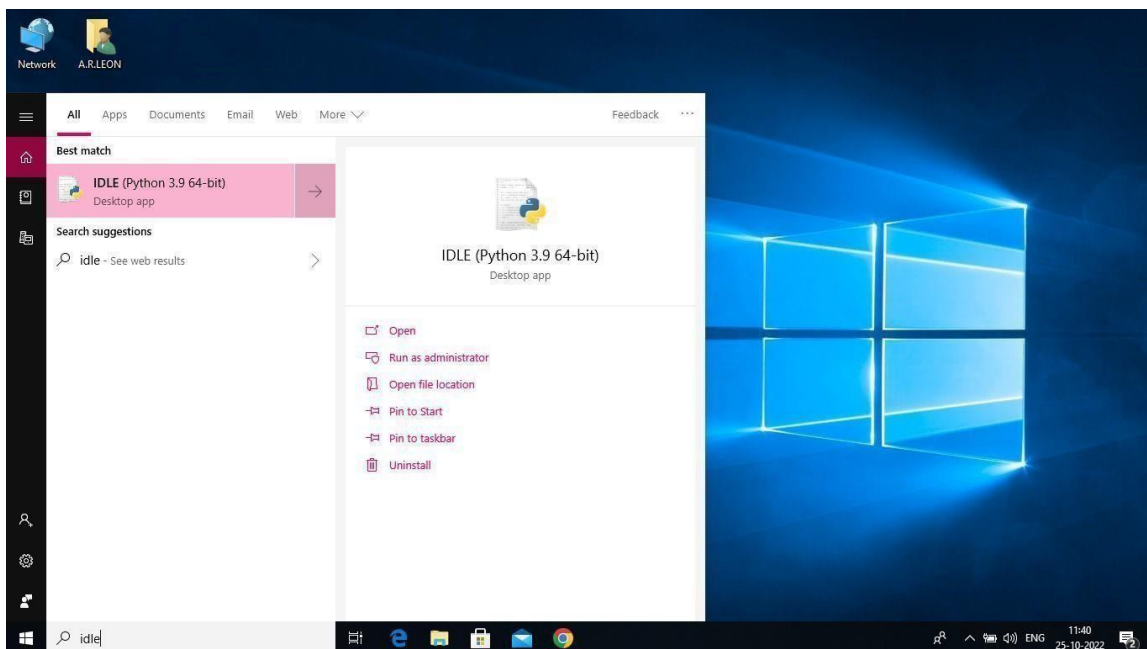 Network
A.R.LEON
All Apps Documents Email Web More
Feedback ...
Best match
IDLE (Python 3.9 64-bit)
Desktop app
Search suggestions
idle - See web results
IDLE (Python 3.9 64-bit)
Desktop app
Open
Run as administrator
Open file location
Pin to Start
Pin to taskbar
Uninstall
idle
ENG
11:40
25-10-2022
2